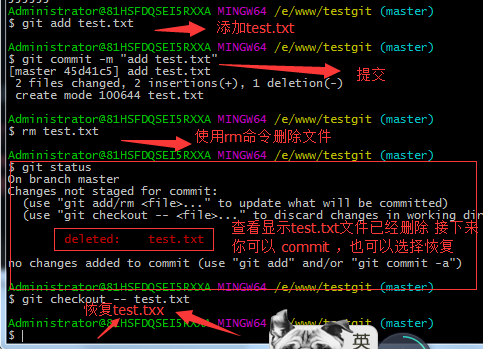 Administrator@81HSFDQSEI5RXXA MINGW64 /e/www/testgit (master)
$ git add test.txt
添加test.txt
Administrator@81HSFDQSEI5RXXA MINGW64 /e/www/testgit (master)
$ git commit -m "add test.txt"
[master 45d41c5] add test.txt
提交
2 files changed, 2 insertions(+), 1 deletion(-)
create mode 100644 test.txt
Administrator@81HSFDQSEI5RXXA MINGW64 /e/www/testgit (master)
$ rm test.txt
使用rm命令删除文件
Administrator@81HSFDQSEI5RXXA MINGW64 /e/www/testgit (master)
$ git status
On branch master
Changes not staged for commit:
(use "git add/rm <file>..." to update what will be committed)
(use "git checkout -- <file>..." to discard changes in working dir
查看显示test.txt文件已经删除 接下来
deleted: test.txt
你可以 commit ，也可以选择恢复
no changes added to commit (use "git add" and/or "git commit -a")
Administrator@81HSFDQSEI5RXXA MINGW64 /e/www/testgit (master)
$ git checkout -- test.txt
恢复test.txx
Administrator@81HSFDQSEI5RXXA MINGW64 /e/www/testgit (master)
$
英